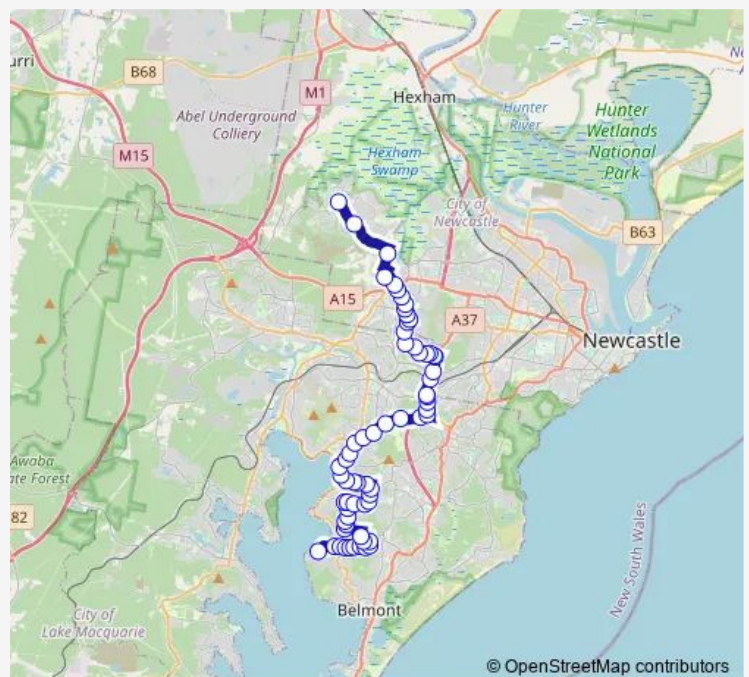 urri
B68
M1
Hexham
Abel Underground
Colliery
Hunter
River
Hunter
Wetlands
National
Park
M15
Hexham
Swamp
City of
Newcastle
B63
A15
A37
Newcastle
Awaba
ate Forest
82
New South Wales
Belmont
City of
Lake Macquarie
© OpenStreetMap contributors